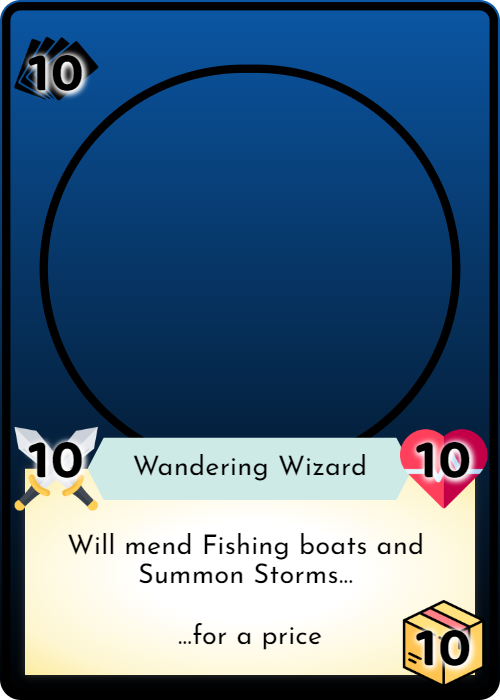 10
10
Wandering Wizard
10
Will mend Fishing boats and
Summon Storms...
...for a price
10